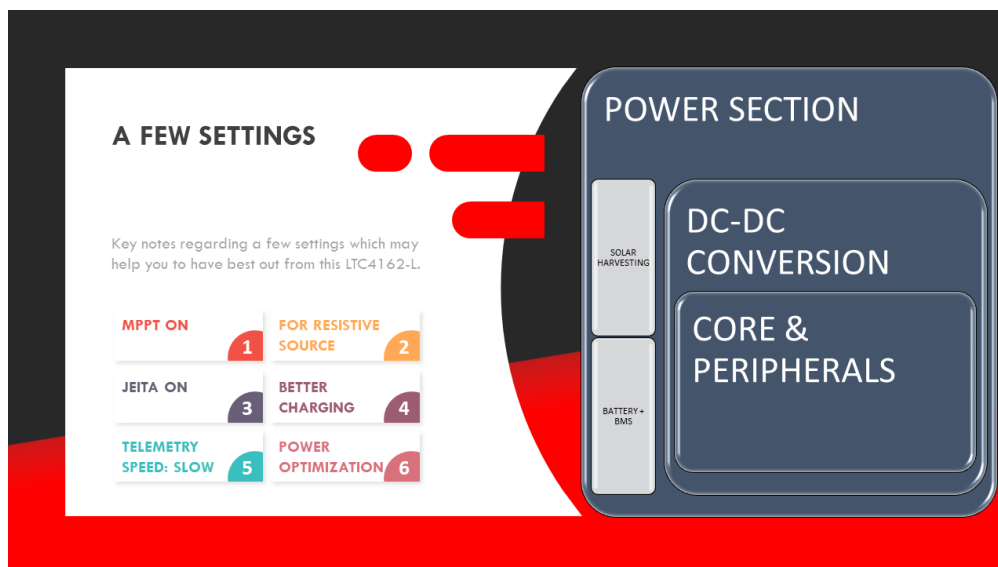 A FEW SETTINGS
Key notes regarding a few settings which may
help you to have best out from this LTC4162-L.
MPPT ON
1
FOR RESISTIVE
SOURCE
2
JEITA ON
3
BETTER
CHARGING
4
TELEMETRY
SPEED: SLOW
5
POWER
OPTIMIZATION
6
POWER SECTION
SOLAR
HARVESTING
BATTERY +
BMS
DC-DC
CONVERSION
CORE &
PERIPHERALS